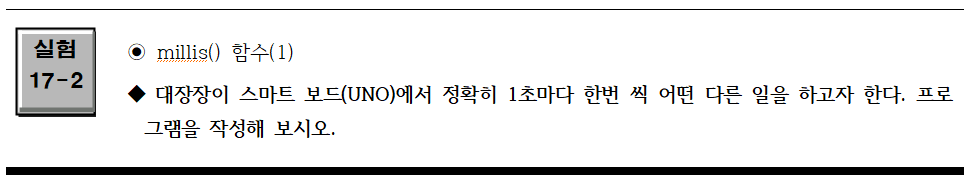 실험
17-2
◉ millis() 함수(1)
◆ 대장장이 스마트 보드(UNO)에서 정확히 1초마다 한번 씩 어떤 다른 일을 하고자 한다. 프로
그램을 작성해 보시오.